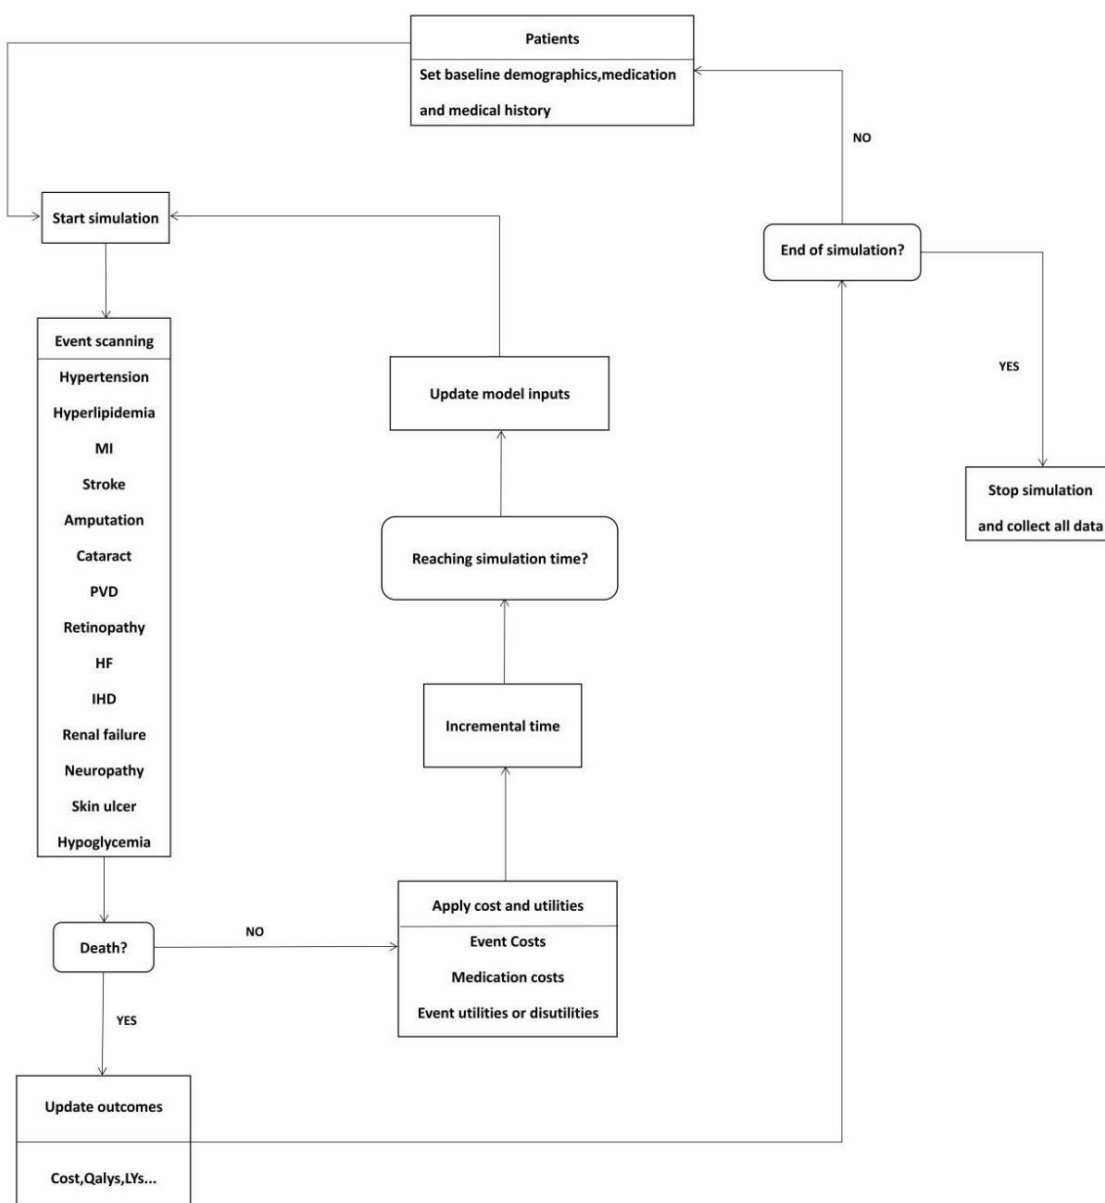 Patients
Set baseline demographics,medication
and medical history
NO
Start simulation
End of simulation?
Event scanning
Hypertension
Hyperlipidemia
MI
Stroke
Amputation
Cataract
PVD
Retinopathy
HF
IHD
Renal failure
Neuropathy
Skin ulcer
Hypoglycemia
Update model inputs
YES
Stop simulation
and collect all data
Reaching simulation time?
Incremental time
Apply cost and utilities
Event Costs
Medication costs
Event utilities or disutilities
Death?
NO
YES
Update outcomes
Cost,Qalys,LYs...